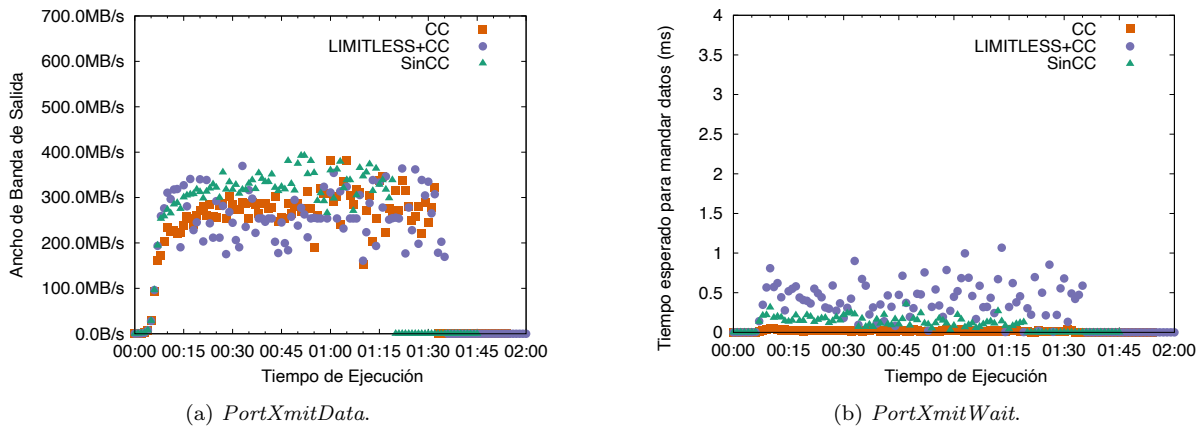 700.0MB/s
600.0MB/s
500.0MB/s
400.0MB/s
300.0MB/s
200.0MB/s
100.0MB/s
0.0B/s
Ancho de Banda de Salida
CC
LIMITLESS+CC
SinCC
00:00 00:15 00:30 00:45 01:00 01:15 01:30 01:45 02:00
Tiempo de Ejecución
(a) PortXmitData.
4
3.5
3
2.5
2
1.5
1
0.5
0
Tiempo esperado para mandar datos (ms)
CC
LIMITLESS+CC
SinCC
00:00 00:15 00:30 00:45 01:00 01:15 01:30 01:45 02:00
Tiempo de Ejecución
(b) PortXmitWait.